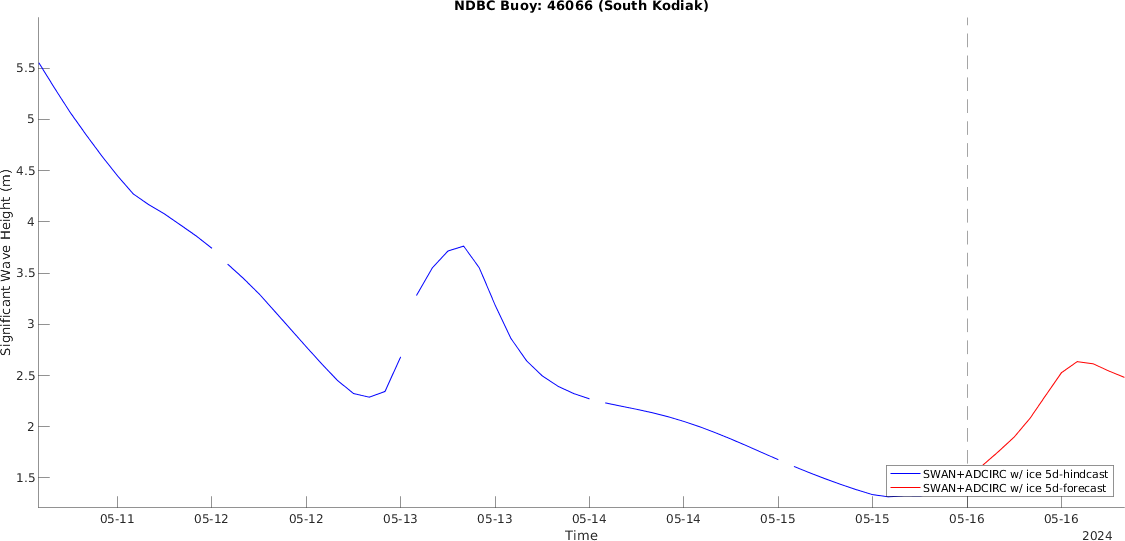 NDBC Buoy: 46066 (South Kodiak)
Significant Wave Height (m)
5.5
5
4.5
4
3.5
3
2.5
2
1.5
SWAN+ADCIRC w/ ice 5d-hindcast
SWAN+ADCIRC w/ ice 5d-forecast
05-11 05-12 05-12 05-13 05-13 05-14 05-14 05-15 05-15 05-16 05-16
Time
2024